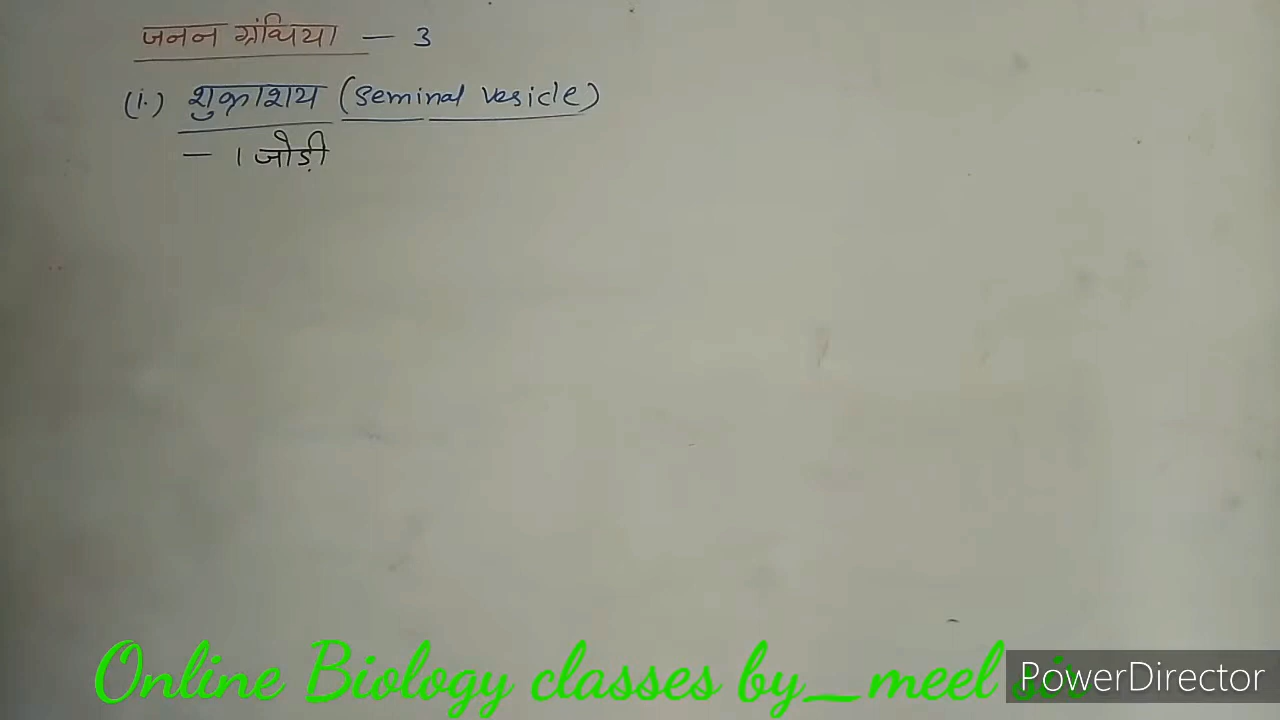 जनन ग्रंथिया — 3
(i.) शुक्राशय (seminal vesicle)
— 1 जोड़ी
Online Biology classes by_meel
PowerDirector